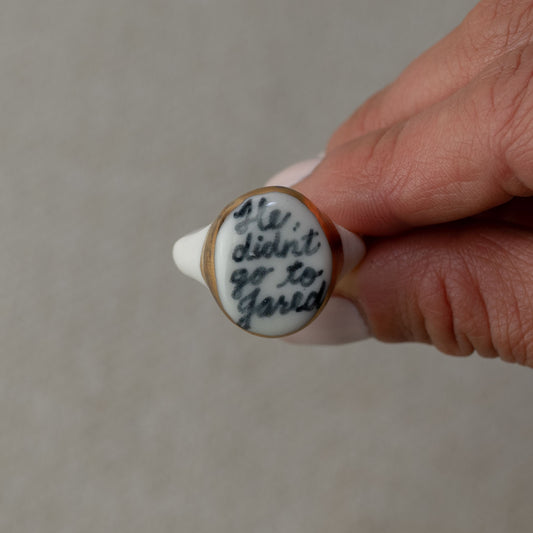 He
didn't
go to
Jared